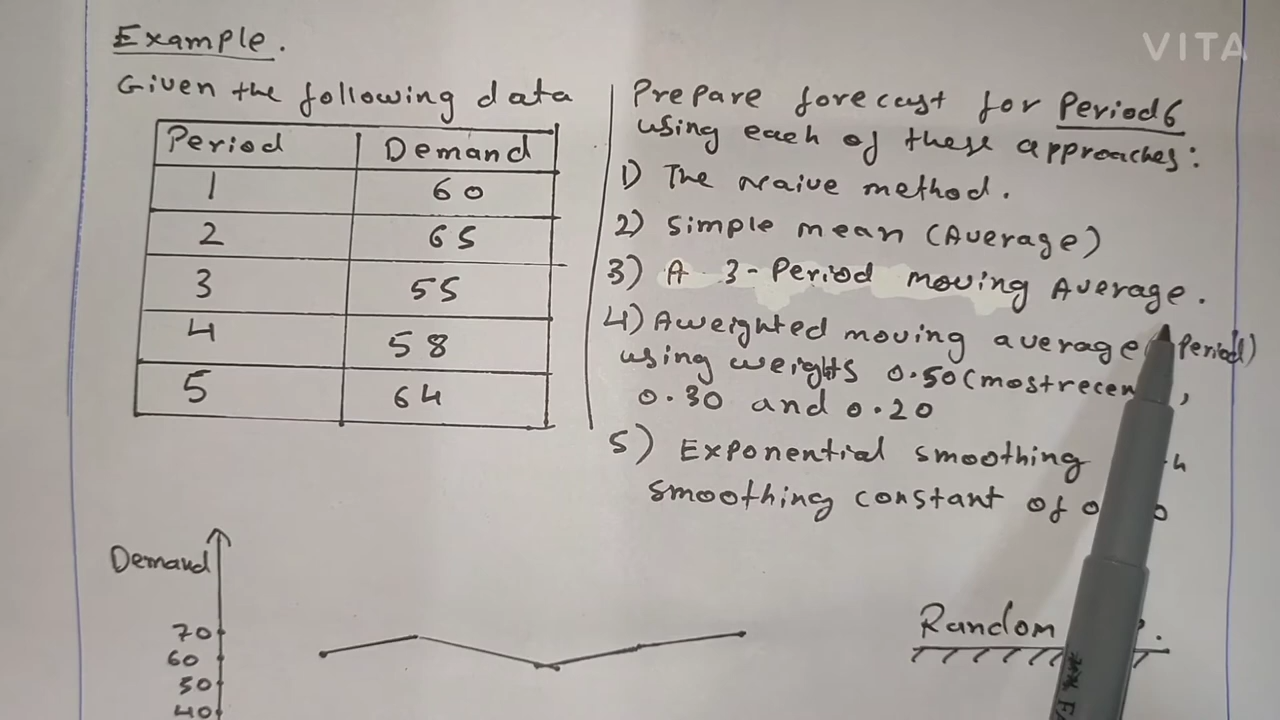 VITA
Example.
Given the following data
Period Demand
1 60
2 65
3 55
4 58
5 64
Prepare forecast for Period 6
using each of these approaches:
1) The naive method.
2) simple mean (Average)
3) A 3-Period moving Average.
4) A weighted moving average Period)
using weights 0.50 (most recen ,
0.30 and 0.20
5) Exponential smoothing
smoothing constant of
Demand
70
60
50
40
Random